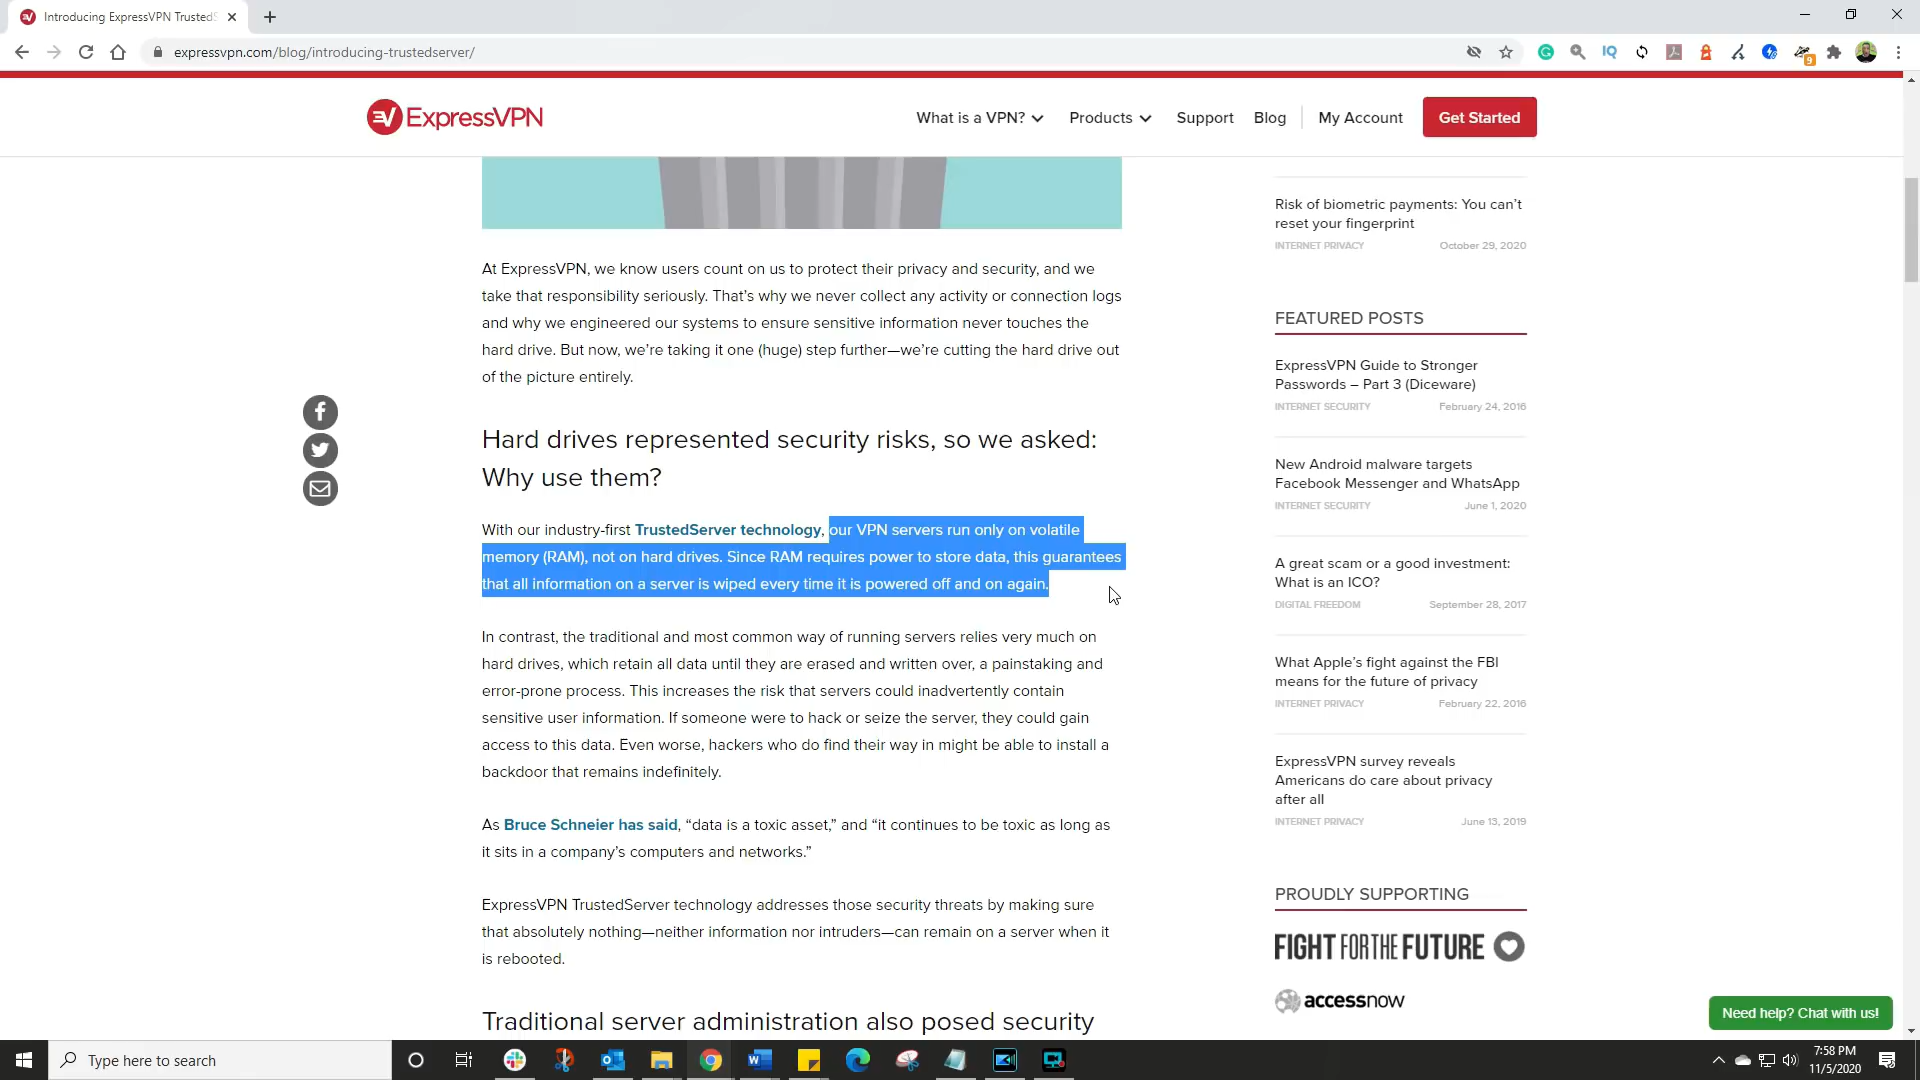 Introducing ExpressVPN TrustedS
expressvpn.com/blog/introducing-trustedserver/
IQ
9
ExpressVPN
What is a VPN?
Products
Support
Blog
My Account
Get Started
At ExpressVPN, we know users count on us to protect their privacy and security, and we
take that responsibility seriously. That’s why we never collect any activity or connection logs
and why we engineered our systems to ensure sensitive information never touches the
hard drive. But now, we’re taking it one (huge) step further—we’re cutting the hard drive out
of the picture entirely.
Hard drives represented security risks, so we asked:
Why use them?
With our industry-first TrustedServer technology, our VPN servers run only on volatile
memory (RAM), not on hard drives. Since RAM requires power to store data, this guarantees
that all information on a server is wiped every time it is powered off and on again.
In contrast, the traditional and most common way of running servers relies very much on
hard drives, which retain all data until they are erased and written over, a painstaking and
error-prone process. This increases the risk that servers could inadvertently contain
sensitive user information. If someone were to hack or seize the server, they could gain
access to this data. Even worse, hackers who do find their way in might be able to install a
backdoor that remains indefinitely.
As Bruce Schneier has said, “data is a toxic asset,” and “it continues to be toxic as long as
it sits in a company’s computers and networks.”
ExpressVPN TrustedServer technology addresses those security threats by making sure
that absolutely nothing—neither information nor intruders—can remain on a server when it
is rebooted.
Traditional server administration also posed security
Risk of biometric payments: You can’t
reset your fingerprint
INTERNET PRIVACY
October 29, 2020
FEATURED POSTS
ExpressVPN Guide to Stronger
Passwords – Part 3 (Diceware)
INTERNET SECURITY
February 24, 2016
New Android malware targets
Facebook Messenger and WhatsApp
INTERNET SECURITY
June 1, 2020
A great scam or a good investment:
What is an ICO?
DIGITAL FREEDOM
September 28, 2017
What Apple’s fight against the FBI
means for the future of privacy
INTERNET PRIVACY
February 22, 2016
ExpressVPN survey reveals
Americans do care about privacy
after all
INTERNET PRIVACY
June 13, 2019
PROUDLY SUPPORTING
FIGHT FOR THE FUTURE
accessnow
Need help? Chat with us!
Type here to search
7:58 PM
11/5/2020